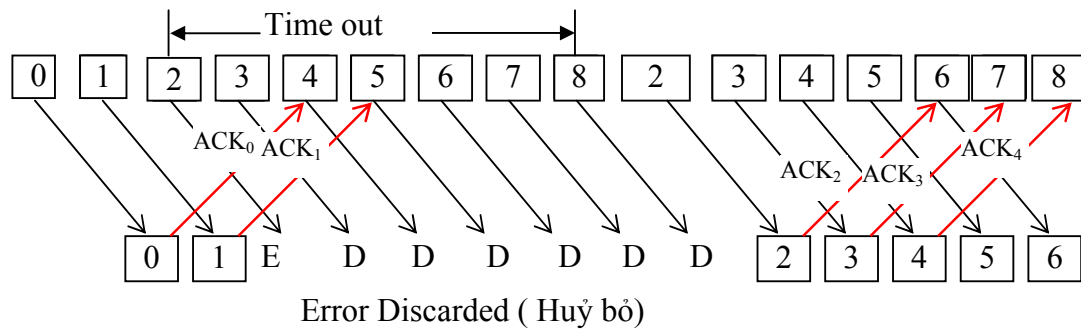 Time out
0 1 2 3 4 5 6 7 8 2 3 4 5 6 7 8
ACK₀ ACK₁ ACK₂ ACK₃ ACK₄
0 1 E D D D D D D 2 3 4 5 6
Error Discarded ( Huỷ bỏ)